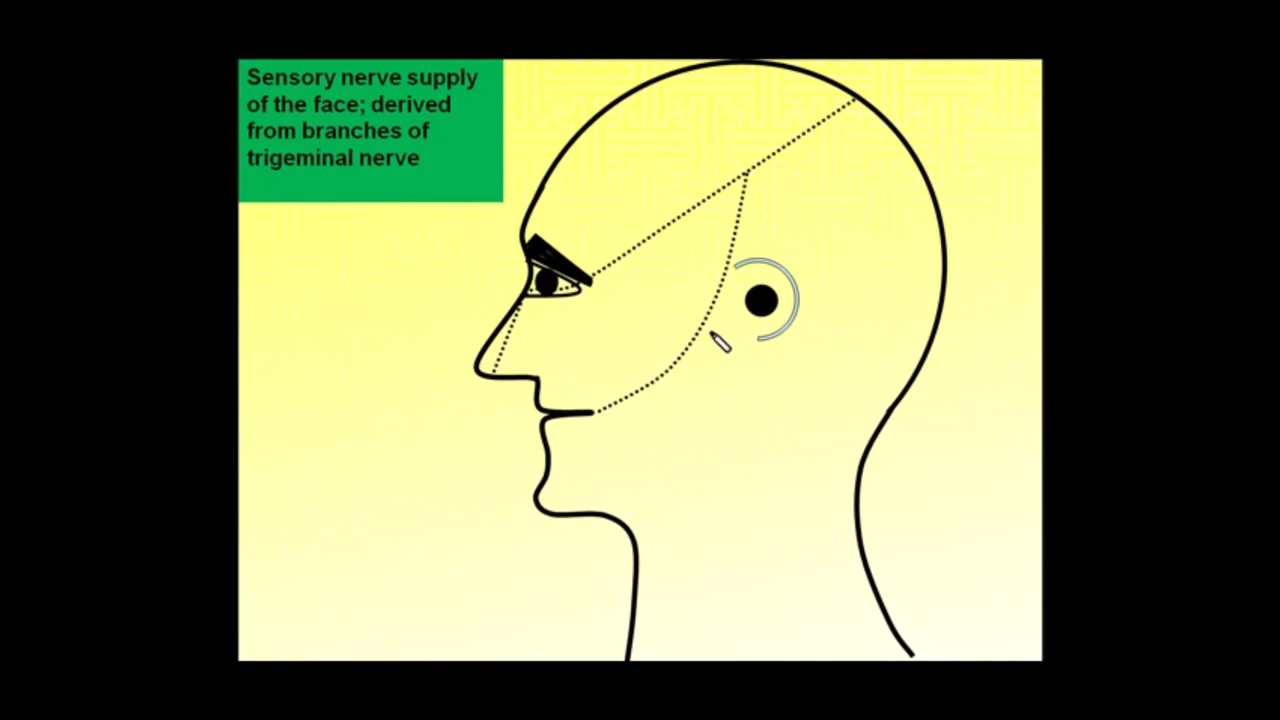 Sensory nerve supply
of the face; derived
from branches of
trigeminal nerve